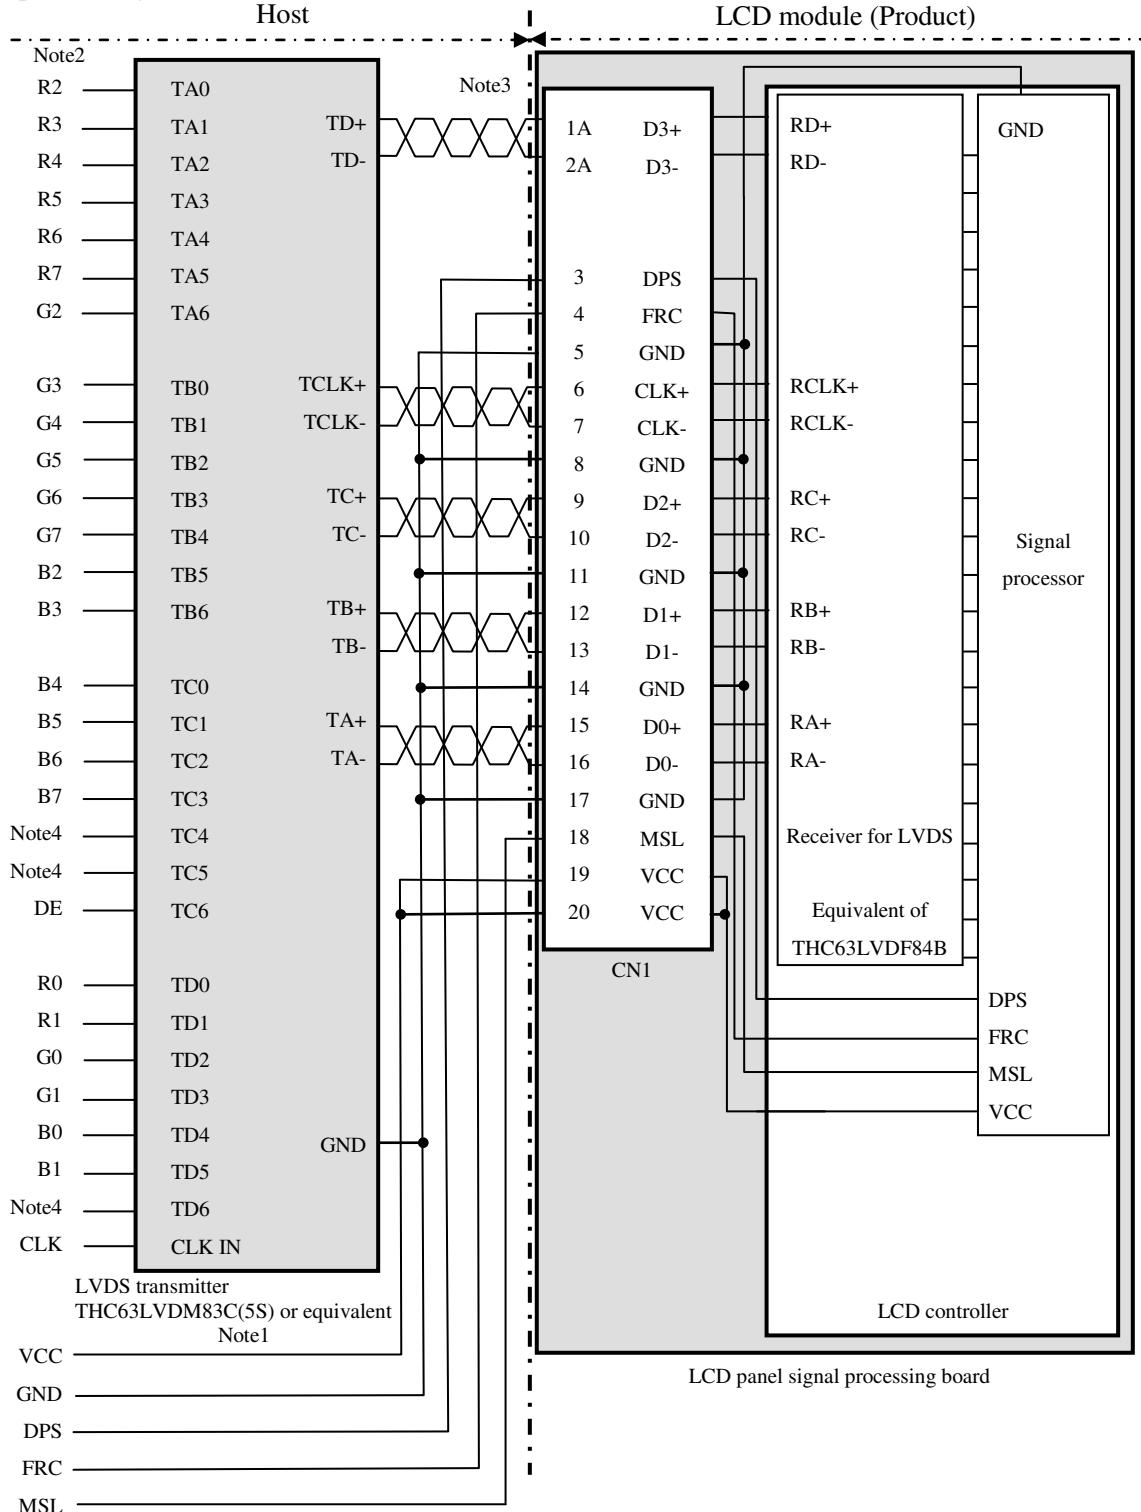 Host
LCD module (Product)
Note2
Note3
R2 TA0
R3 TA1 TD+ 1A D3+ RD+ GND
R4 TA2 TD- 2A D3- RD-
R5 TA3
R6 TA4
R7 TA5 3 DPS
G2 TA6 4 FRC
5 GND
G3 TB0 TCLK+ 6 CLK+ RCLK+
G4 TB1 TCLK- 7 CLK- RCLK-
G5 TB2 8 GND
G6 TB3 TC+ 9 D2+ RC+
G7 TB4 TC- 10 D2- RC- Signal
B2 TB5 11 GND processor
B3 TB6 TB+ 12 D1+ RB+
TB- 13 D1- RB-
B4 TC0 14 GND
B5 TC1 TA+ 15 D0+ RA+
B6 TC2 TA- 16 D0- RA-
B7 TC3 17 GND
Note4 TC4 18 MSL Receiver for LVDS
Note4 TC5 19 VCC
DE TC6 20 VCC Equivalent of
THC63LVDF84B
CN1
R0 TD0 DPS
R1 TD1 FRC
G0 TD2 MSL
G1 TD3 VCC
B0 TD4 GND
B1 TD5
Note4 TD6
CLK CLK IN
LVDS transmitter
THC63LVDM83C(5S) or equivalent
Note1
LCD controller
VCC
LCD panel signal processing board
GND
DPS
FRC
MSL